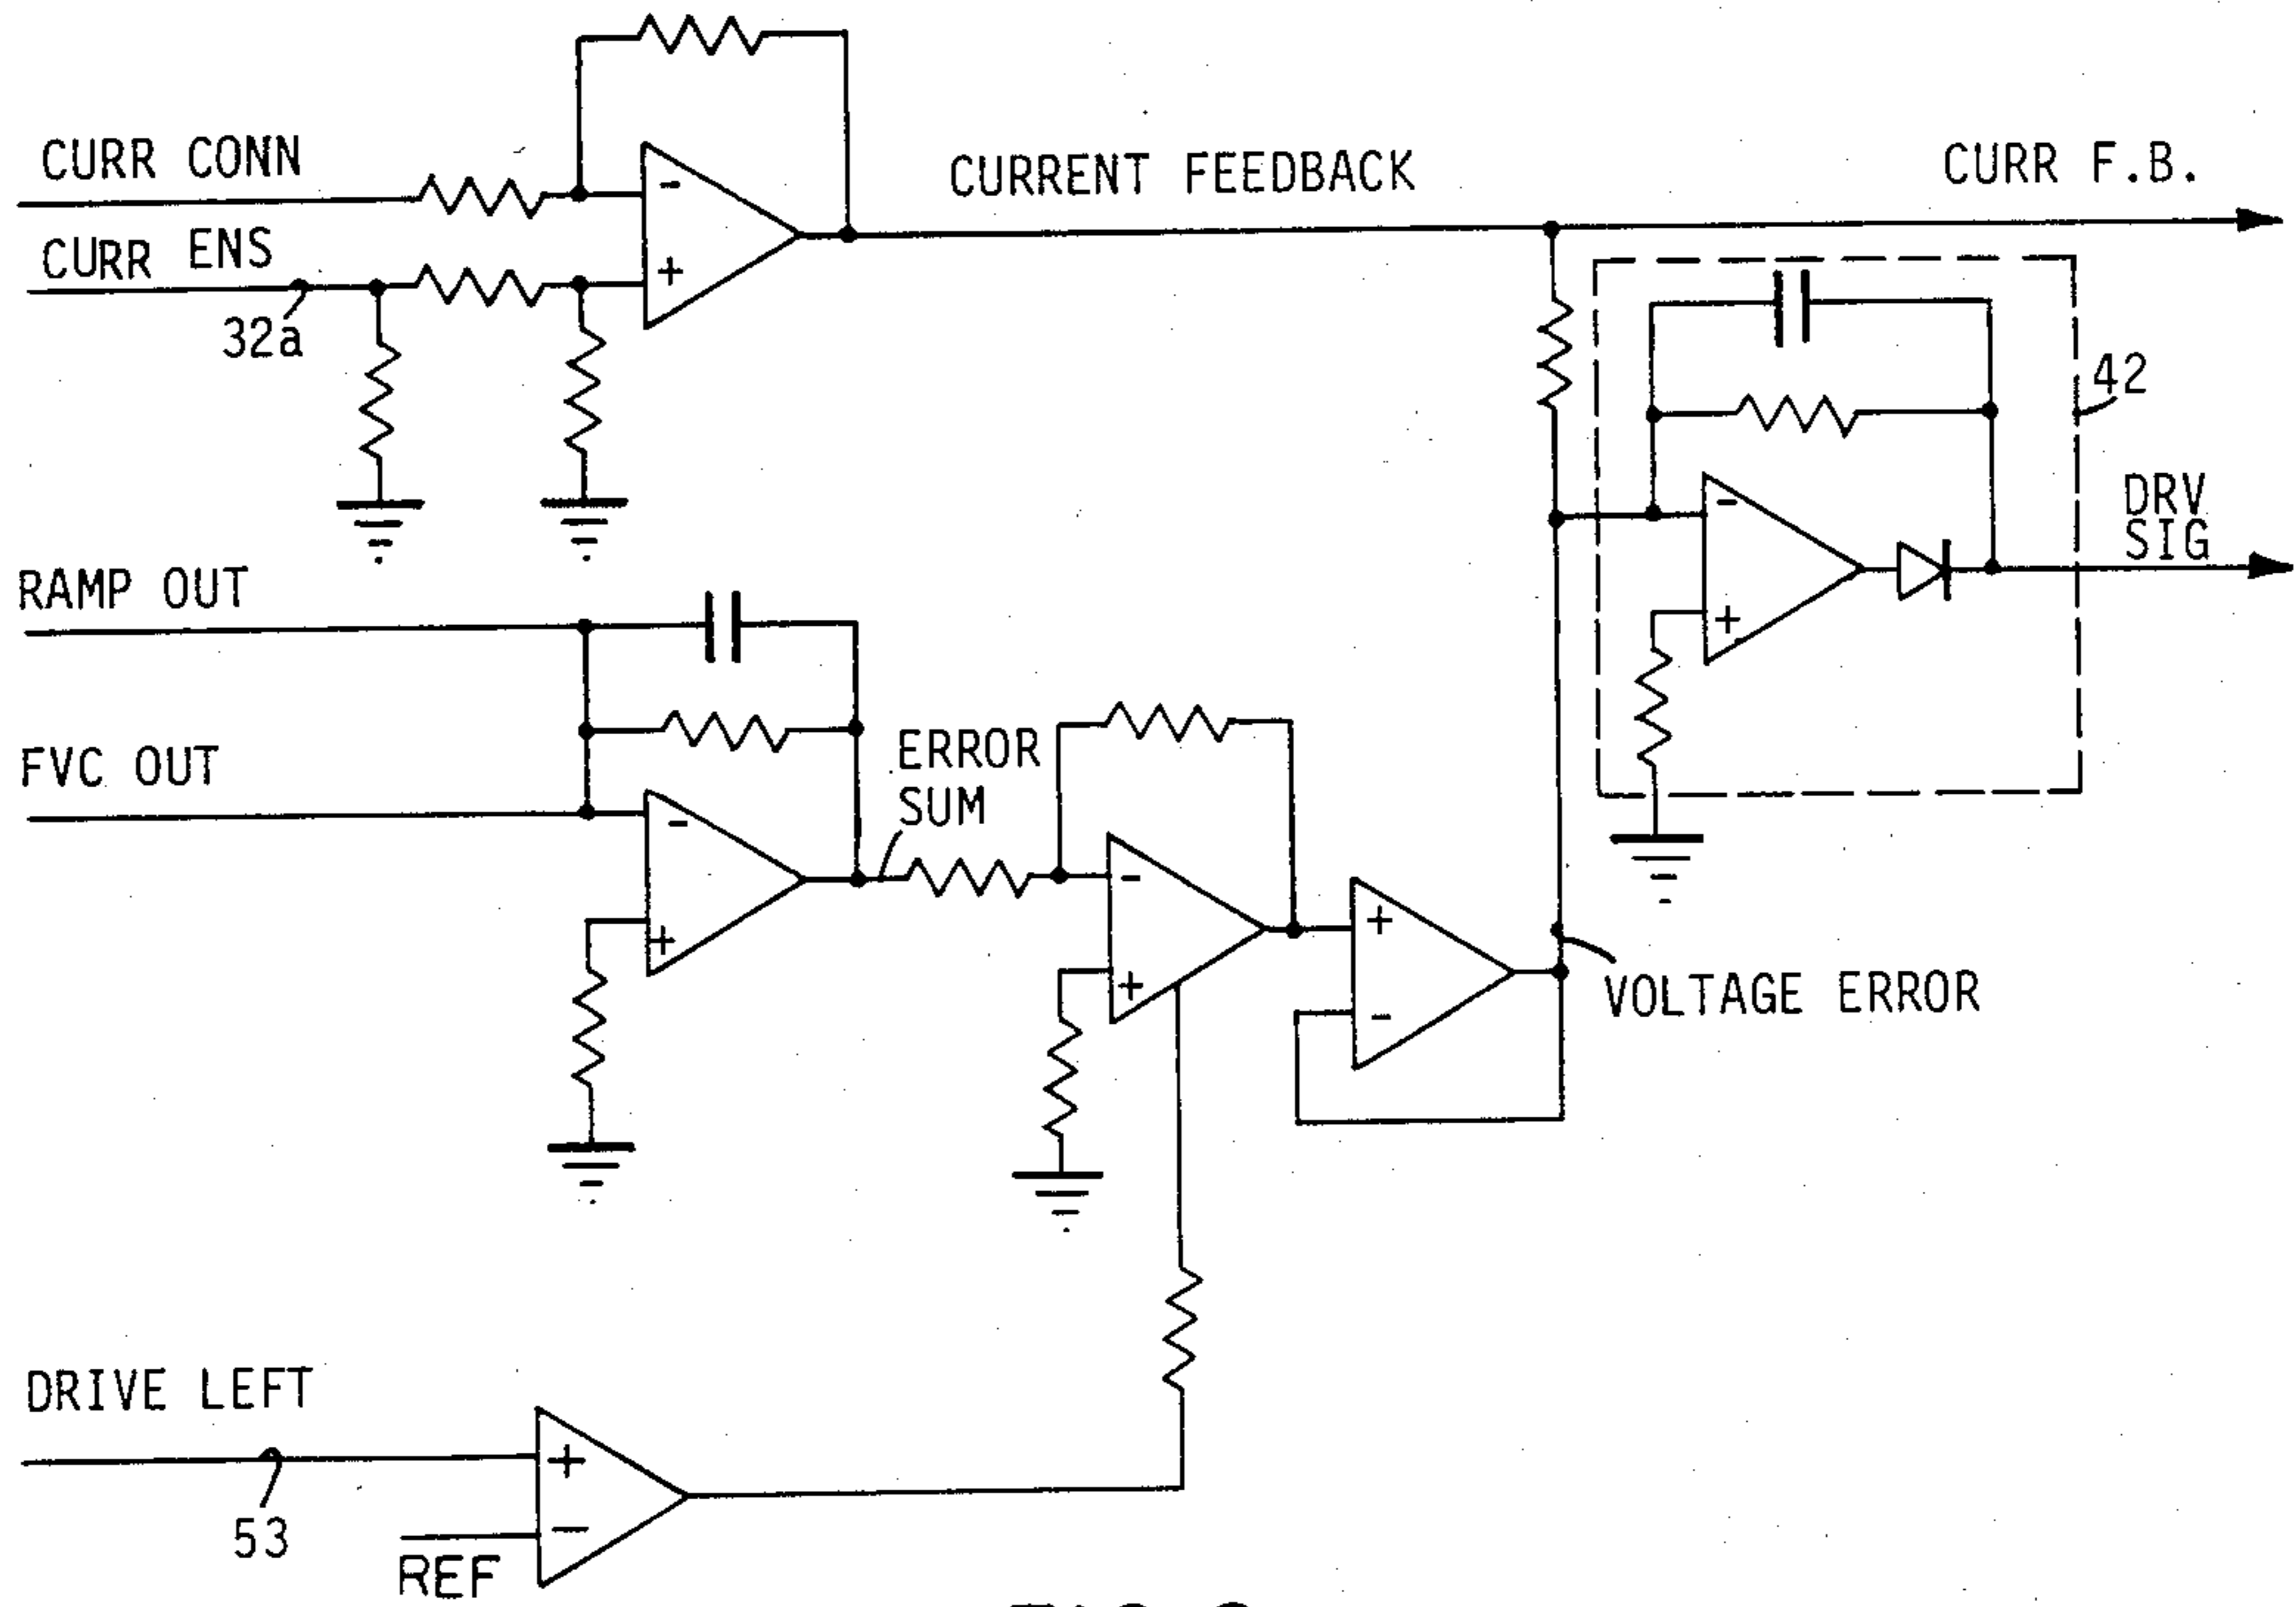 CURR CONN
CURRENT FEEDBACK
CURR F.B.
CURR ENS
32a
-
+
42
DRV
SIG
-
+
RAMP OUT
FVC OUT
ERROR
SUM
-
+
-
+
+
-
VOLTAGE ERROR
DRIVE LEFT
53
+
-
REF